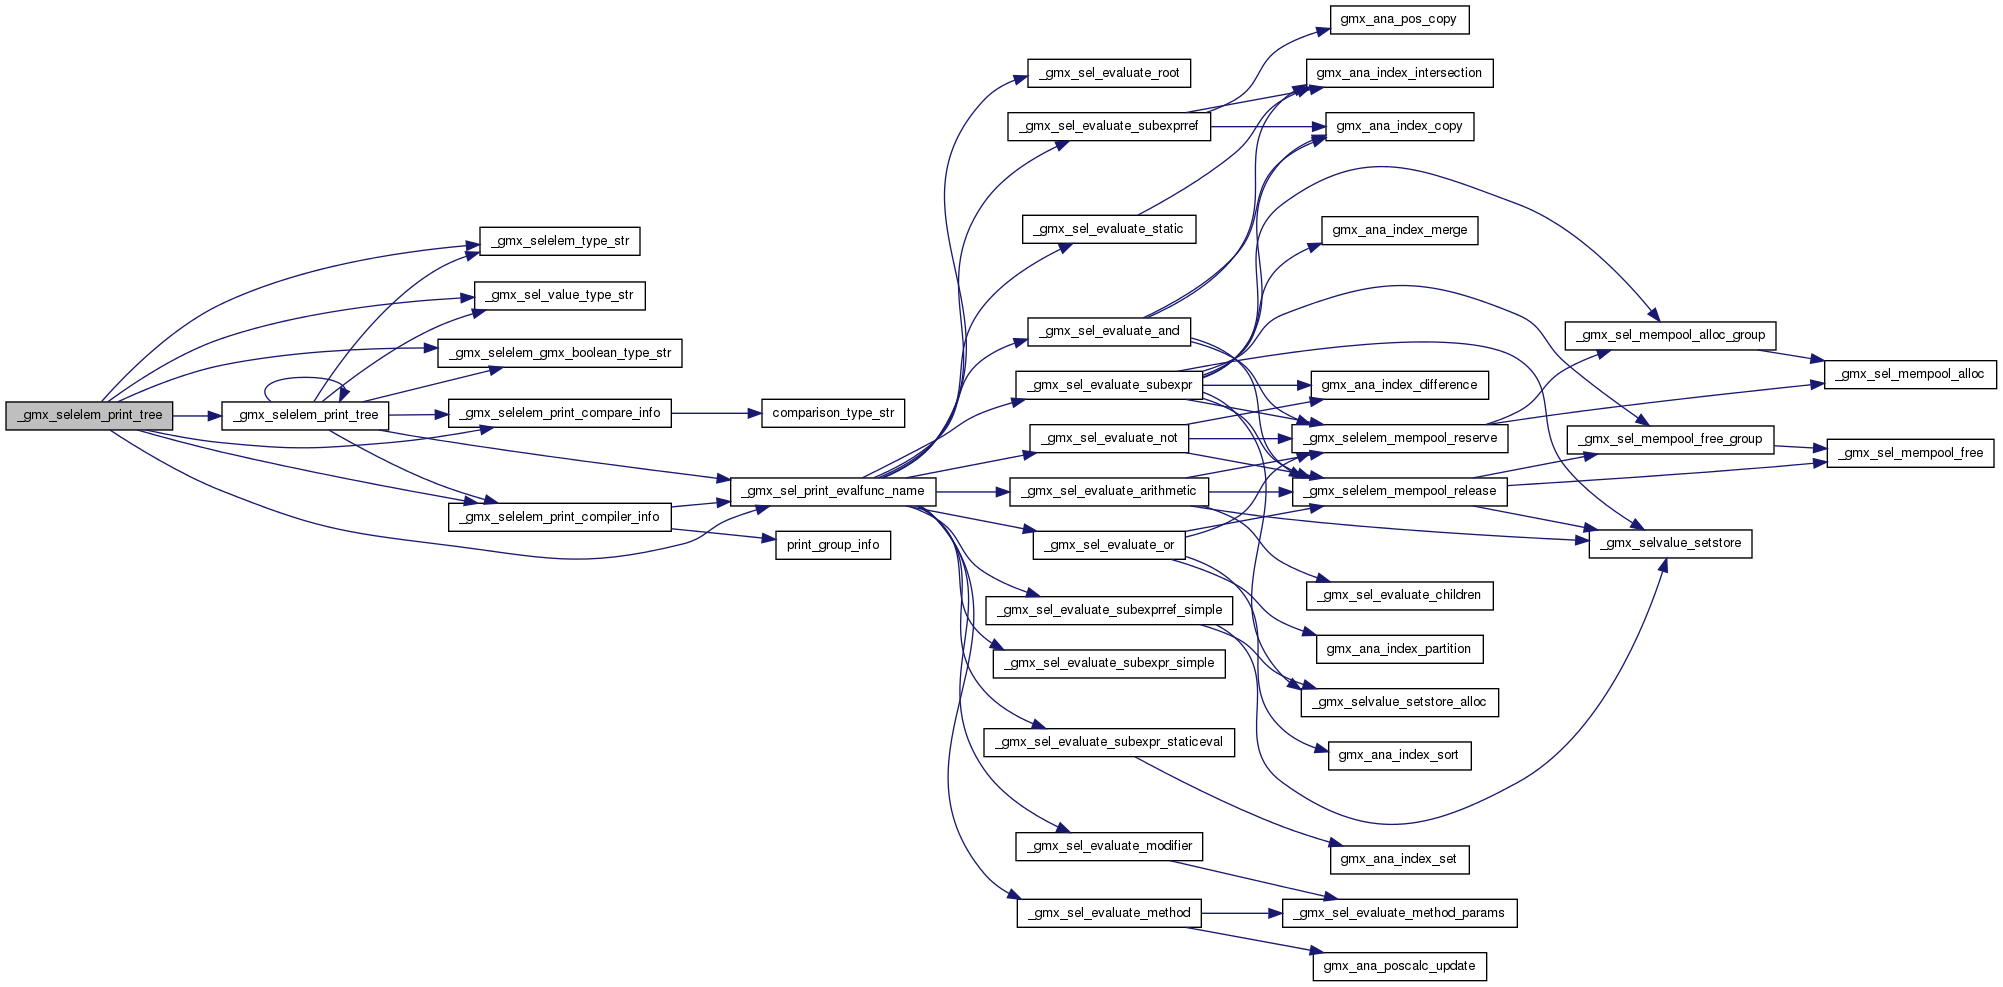 _gmx_selelem_print_tree
_gmx_selelem_print_tree
_gmx_selelem_type_str
_gmx_sel_value_type_str
_gmx_selelem_gmx_boolean_type_str
_gmx_selelem_print_compare_info
_gmx_selelem_print_compiler_info
comparison_type_str
_gmx_sel_print_evalfunc_name
print_group_info
_gmx_sel_evaluate_root
_gmx_sel_evaluate_subexprref
_gmx_sel_evaluate_static
_gmx_sel_evaluate_and
_gmx_sel_evaluate_subexpr
_gmx_sel_evaluate_not
_gmx_sel_evaluate_arithmetic
_gmx_sel_evaluate_or
_gmx_sel_evaluate_subexprref_simple
_gmx_sel_evaluate_subexpr_simple
_gmx_sel_evaluate_subexpr_staticeval
_gmx_sel_evaluate_modifier
_gmx_sel_evaluate_method
gmx_ana_pos_copy
gmx_ana_index_intersection
gmx_ana_index_copy
gmx_ana_index_merge
gmx_ana_index_difference
_gmx_selelem_mempool_reserve
_gmx_selelem_mempool_release
_gmx_sel_evaluate_children
gmx_ana_index_partition
_gmx_selvalue_setstore_alloc
gmx_ana_index_sort
gmx_ana_index_set
_gmx_sel_evaluate_method_params
gmx_ana_poscalc_update
_gmx_sel_mempool_alloc_group
_gmx_sel_mempool_free_group
_gmx_selvalue_setstore
_gmx_sel_mempool_alloc
_gmx_sel_mempool_free